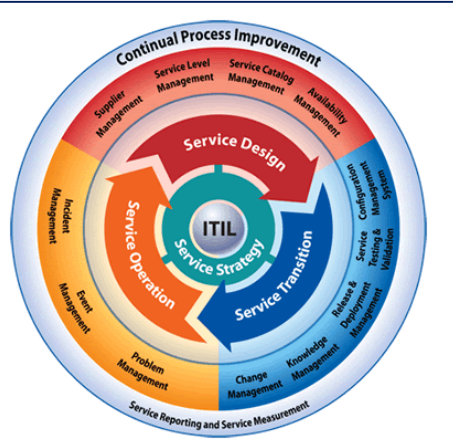 Continual Process Improvement
Supplier
Management
Service Level
Management
Service Catalog
Management
Availability
Management
System
Configuration
Management
Service
Testing &
Validation
Release &
Deployment
Management
Knowledge
Management
Change
Management
Problem
Management
Event
Management
Incident
Management
Service Design
Service Transition
Service Operation
Service Strategy
ITIL
Service Reporting and Service Measurement